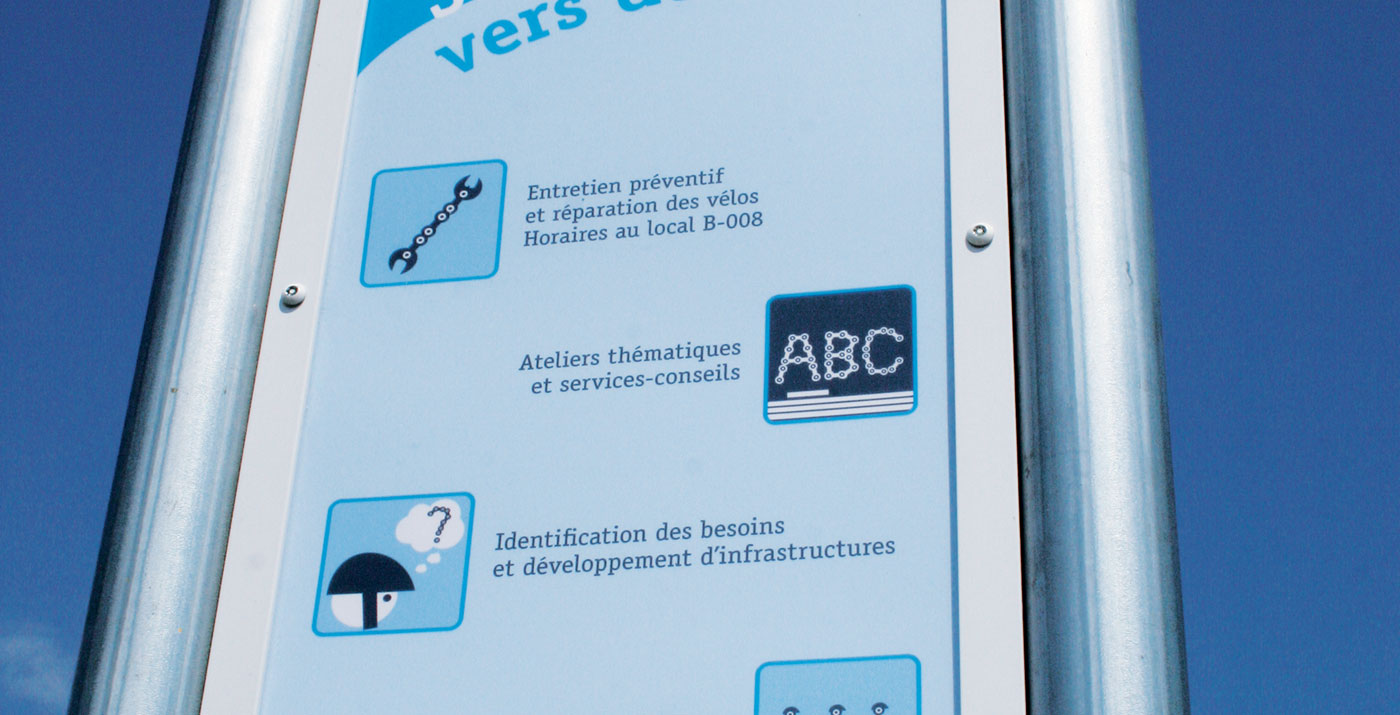 vers
Entretien préventif
et réparation des vélos
Horaires au local B-008
Ateliers thématiques
et services-conseils
ABC
?
Identification des besoins
et développement d'infrastructures